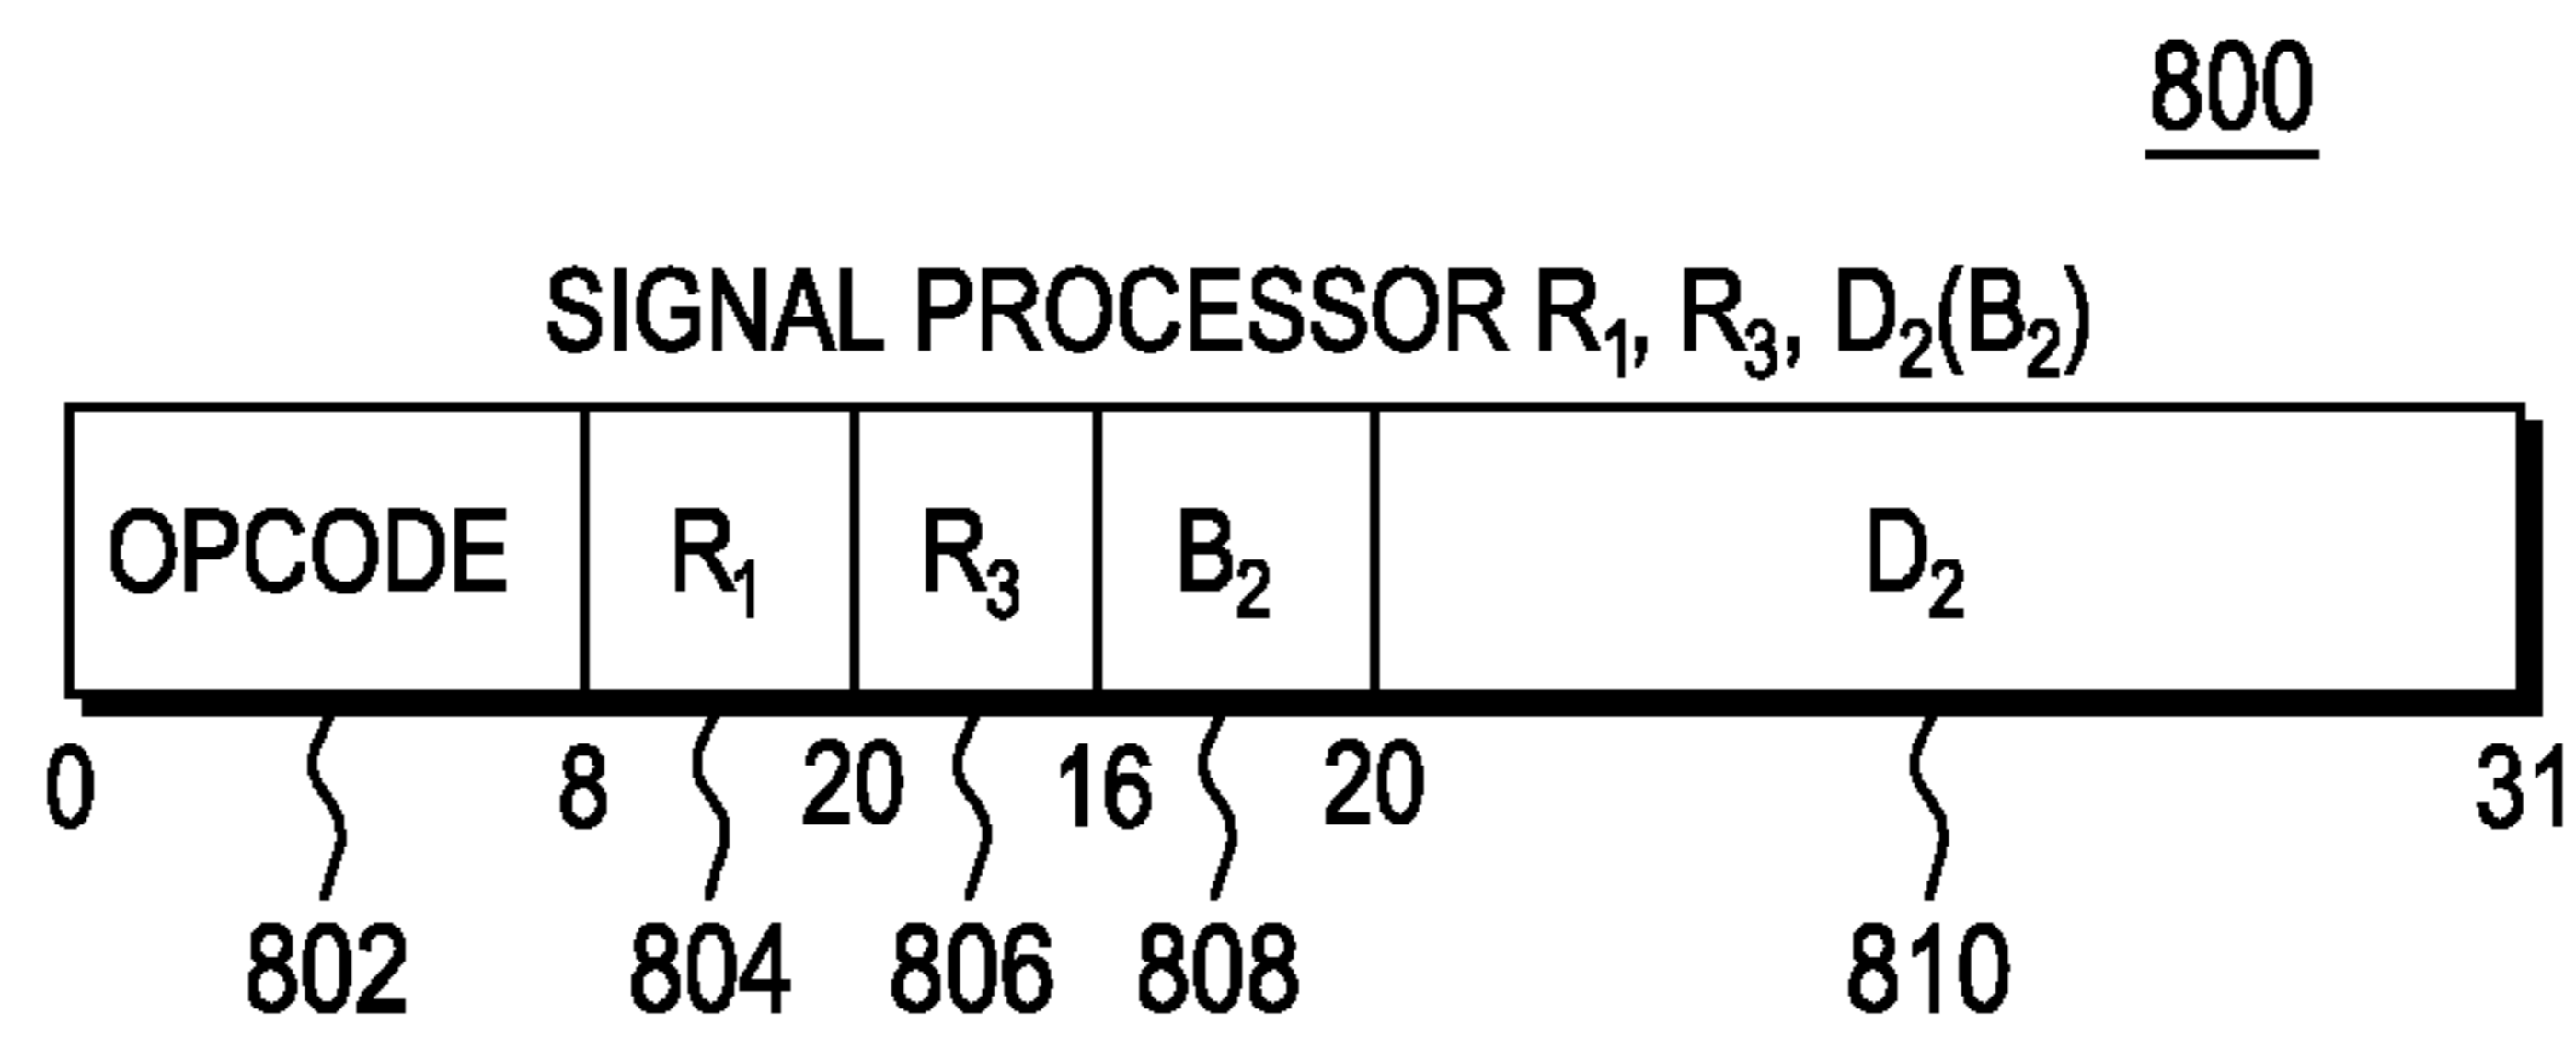 800
SIGNAL PROCESSOR R₁, R₃, D₂(B₂)
OPCODE R₁ R₃ B₂ D₂
0 8 20 16 20 31
802 804 806 808 810